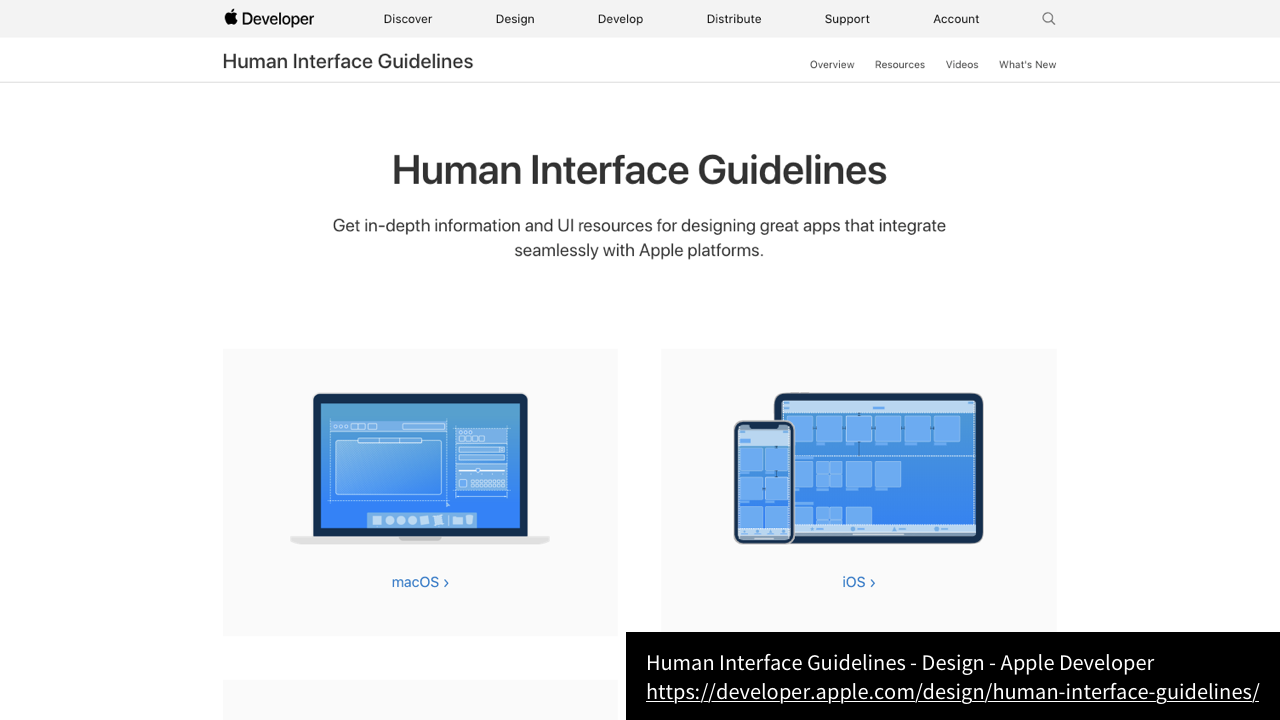 Developer Discover Design Develop Distribute Support Account
Human Interface Guidelines Overview Resources Videos What's New
Human Interface Guidelines
Get in-depth information and UI resources for designing great apps that integrate
seamlessly with Apple platforms.
macOS › iOS ›
Human Interface Guidelines - Design - Apple Developer
https://developer.apple.com/design/human-interface-guidelines/